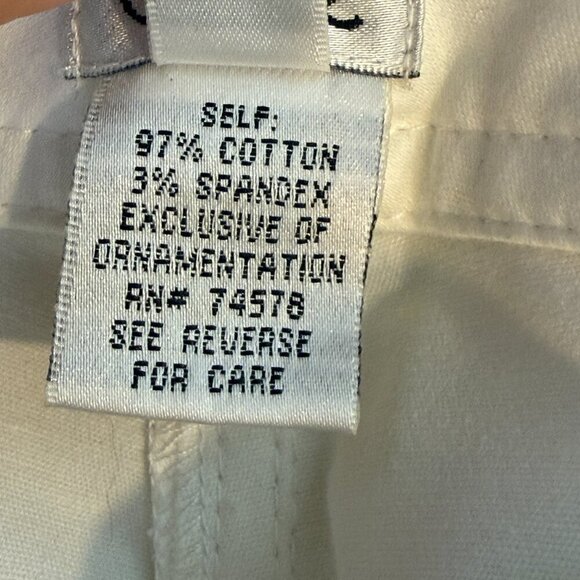 SELF:
97% COTTON
3% SPANDEX
EXCLUSIVE OF
ORNAMENTATION
RN# 74578
SEE REVERSE
FOR CARE